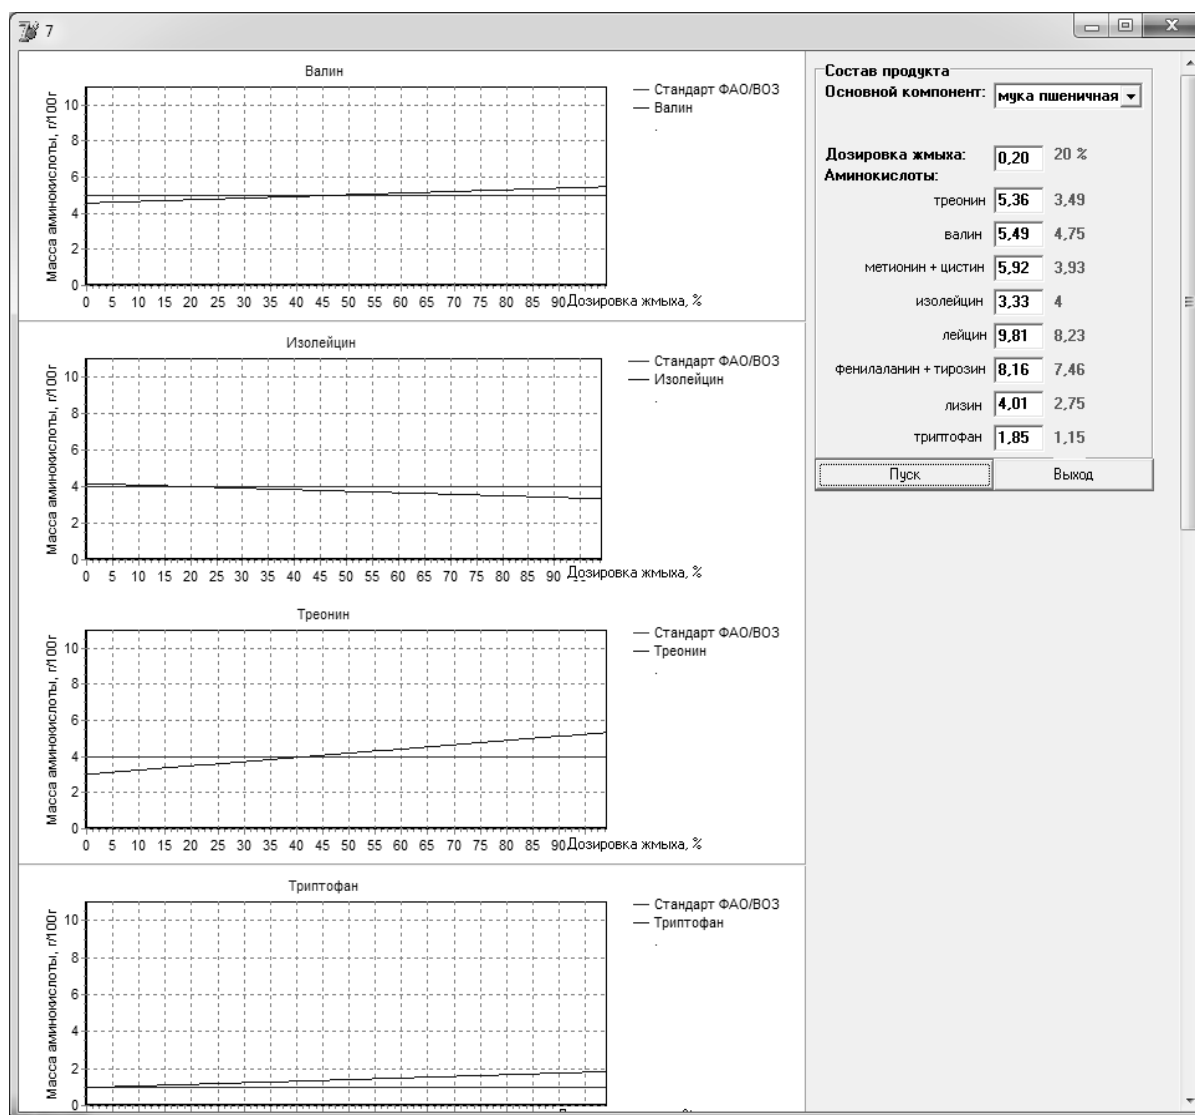 7
Валин
Масса аминокислоты, г/100г
10
8
6
4
2
0
0 5 10 15 20 25 30 35 40 45 50 55 60 65 70 75 80 85 90 Дозировка жмыха, %
Стандарт ФАО/ВОЗ
Валин
Изолейцин
Масса аминокислоты, г/100г
10
8
6
4
2
0
0 5 10 15 20 25 30 35 40 45 50 55 60 65 70 75 80 85 90 Дозировка жмыха, %
Стандарт ФАО/ВОЗ
Изолейцин
Треонин
Масса аминокислоты, г/100г
10
8
6
4
2
0
0 5 10 15 20 25 30 35 40 45 50 55 60 65 70 75 80 85 90 Дозировка жмыха, %
Стандарт ФАО/ВОЗ
Треонин
Триптофан
Масса аминокислоты, г/100г
10
8
6
4
2
0
Стандарт ФАО/ВОЗ
Триптофан
Состав продукта
Основной компонент: мука пшеничная
Дозировка жмыха: 0,20 20 %
Аминокислоты:
треонин 5,36 3,49
валин 5,49 4,75
метионин + цистин 5,92 3,93
изолейцин 3,33 4
лейцин 9,81 8,23
фенилаланин + тирозин 8,16 7,46
лизин 4,01 2,75
триптофан 1,85 1,15
Пуск Выход